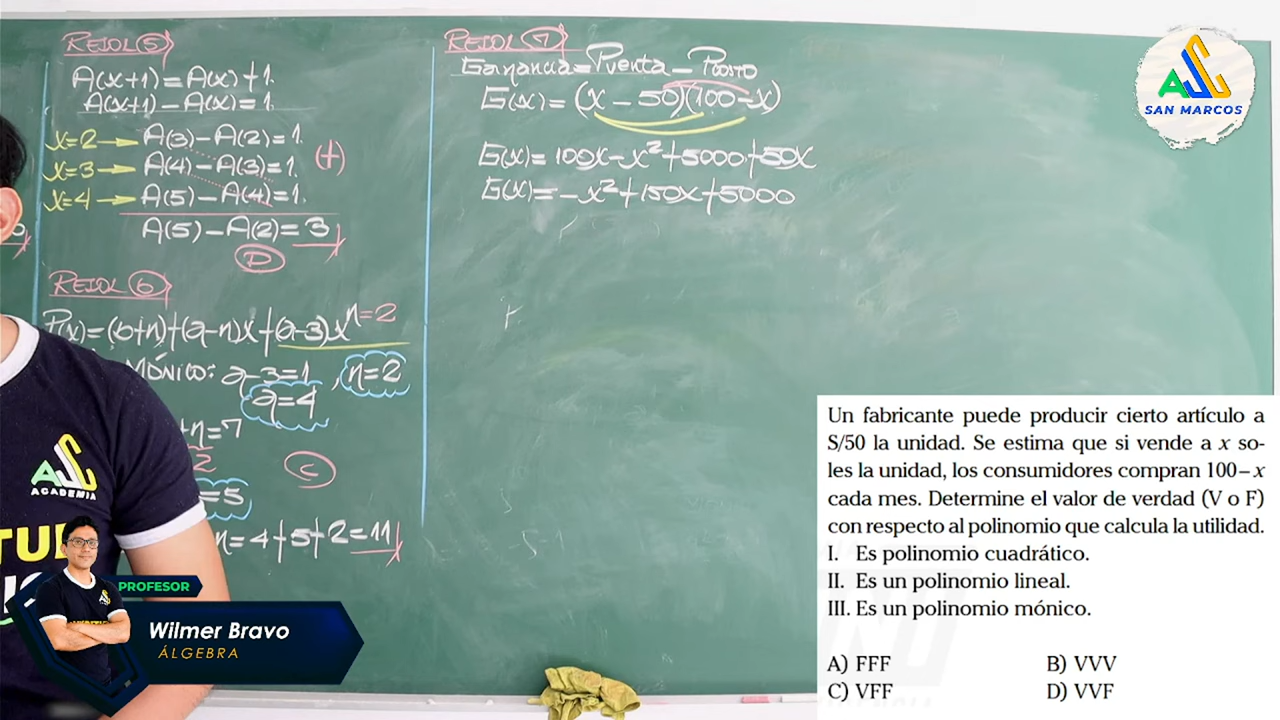 RESOL 5
A(x+1)=A(x)+1.
A(x+1)-A(x)=1.
x=2→ A(3)-A(2)=1.
x=3→ A(4)-A(3)=1. (+)
x=4→ A(5)-A(4)=1.
A(5)-A(2)=3
D
RESOL 6
P(x)=(b+n)+(a-n)x+(a-3)x^n=2
MÓNICO: a-3=1, n=2
a=4
+n=7
2
=5
C
n=4+5+2=11
RESOL 7
Ganancia=Pventa-Pcosto
G(x)=(x-50)(100-x)
G(x)=100x-x²+5000+50x
G(x)=-x²+150x+5000
ASC
SAN MARCOS
ASC
ACADEMIA
PROFESOR
Wilmer Bravo
ÁLGEBRA
Un fabricante puede producir cierto artículo a
S/50 la unidad. Se estima que si vende a x so-
les la unidad, los consumidores compran 100-x
cada mes. Determine el valor de verdad (V o F)
con respecto al polinomio que calcula la utilidad.
I. Es polinomio cuadrático.
II. Es un polinomio lineal.
III. Es un polinomio mónico.
A) FFF B) VVV
C) VFF D) VVF